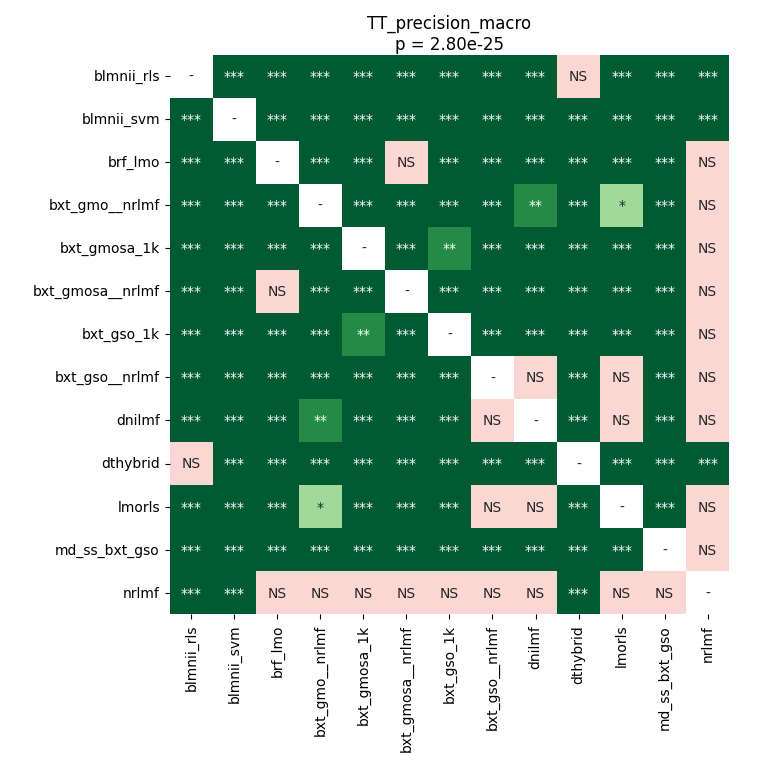 TT_precision_macro
p = 2.80e-25
blmnii_rls - *** *** *** *** *** *** *** *** NS *** *** ***
blmnii_svm *** - *** *** *** *** *** *** *** *** *** *** ***
brf_lmo *** *** - *** *** NS *** *** *** *** *** *** NS
bxt_gmo__nrlmf *** *** *** - *** *** *** *** ** *** * *** NS
bxt_gmosa_1k *** *** *** *** - *** ** *** *** *** *** *** NS
bxt_gmosa__nrlmf *** *** NS *** *** - *** *** *** *** *** *** NS
bxt_gso_1k *** *** *** *** ** *** - *** *** *** *** *** NS
bxt_gso__nrlmf *** *** *** *** *** *** *** - NS *** NS *** NS
dnilmf *** *** *** ** *** *** *** NS - *** NS *** NS
dthybrid NS *** *** *** *** *** *** *** *** - *** *** ***
lmorls *** *** *** * *** *** *** NS NS *** - *** NS
md_ss_bxt_gso *** *** *** *** *** *** *** *** *** *** *** - NS
nrlmf *** *** NS NS NS NS NS NS NS *** NS NS -
blmnii_rls
blmnii_svm
brf_lmo
bxt_gmo__nrlmf
bxt_gmosa_1k
bxt_gmosa__nrlmf
bxt_gso_1k
bxt_gso__nrlmf
dnilmf
dthybrid
lmorls
md_ss_bxt_gso
nrlmf